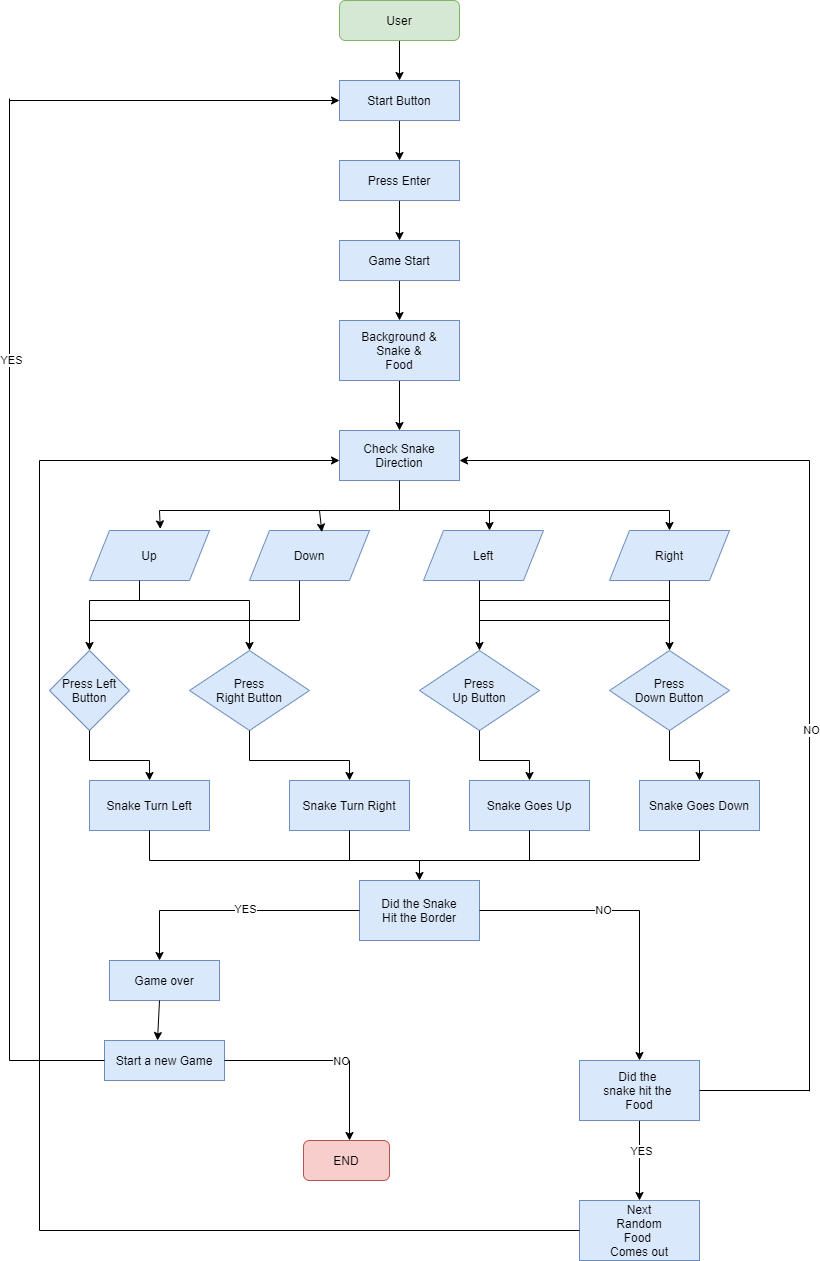 User
Start Button
Press Enter
Game Start
Background &
Snake &
Food
YES
Check Snake
Direction
Up
Down
Left
Right
Press Left
Button
Press
Right Button
Press
Up Button
Press
Down Button
NO
Snake Turn Left
Snake Turn Right
Snake Goes Up
Snake Goes Down
Did the Snake
Hit the Border
YES
NO
Game over
Start a new Game
NO
Did the
snake hit the
Food
YES
END
Next
Random
Food
Comes out